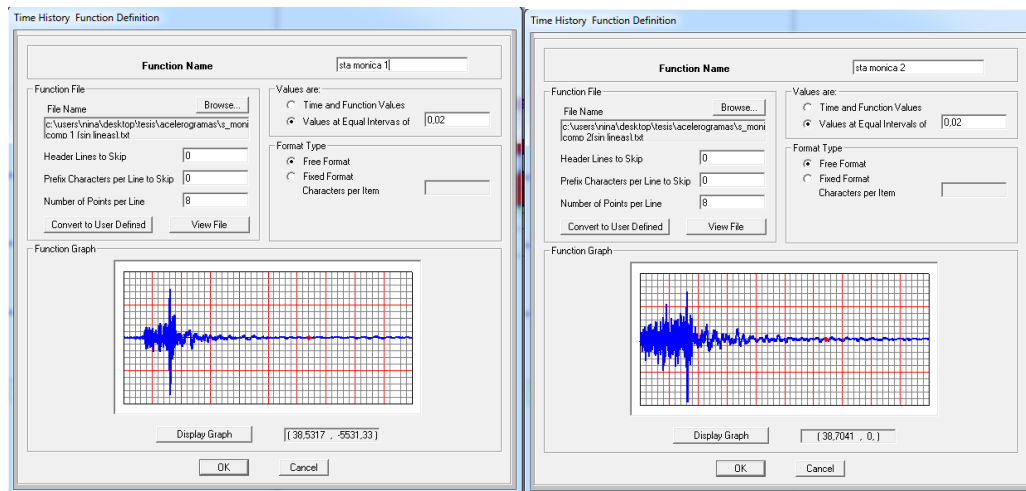 Time History Function Definition
Function Name
sta monica 1
Function File
File Name
Browse...
c:\users\nina\desktop\tesis\acelerogramas\s_moni
comp 1 (sin lineas).txt
Header Lines to Skip
0
Prefix Characters per Line to Skip
0
Number of Points per Line
8
Convert to User Defined
View File
Values are:
Time and Function Values
Values at Equal Intervals of
0,02
Format Type
Free Format
Fixed Format
Characters per Item
Function Graph
Display Graph
( 38,5317 , -5531,33 )
OK
Cancel
Time History Function Definition
Function Name
sta monica 2
Function File
File Name
Browse...
c:\users\nina\desktop\tesis\acelerogramas\s_moni
comp 2(sin lineas).txt
Header Lines to Skip
0
Prefix Characters per Line to Skip
0
Number of Points per Line
8
Convert to User Defined
View File
Values are:
Time and Function Values
Values at Equal Intervals of
0,02
Format Type
Free Format
Fixed Format
Characters per Item
Function Graph
Display Graph
( 38,7041 , 0, )
OK
Cancel